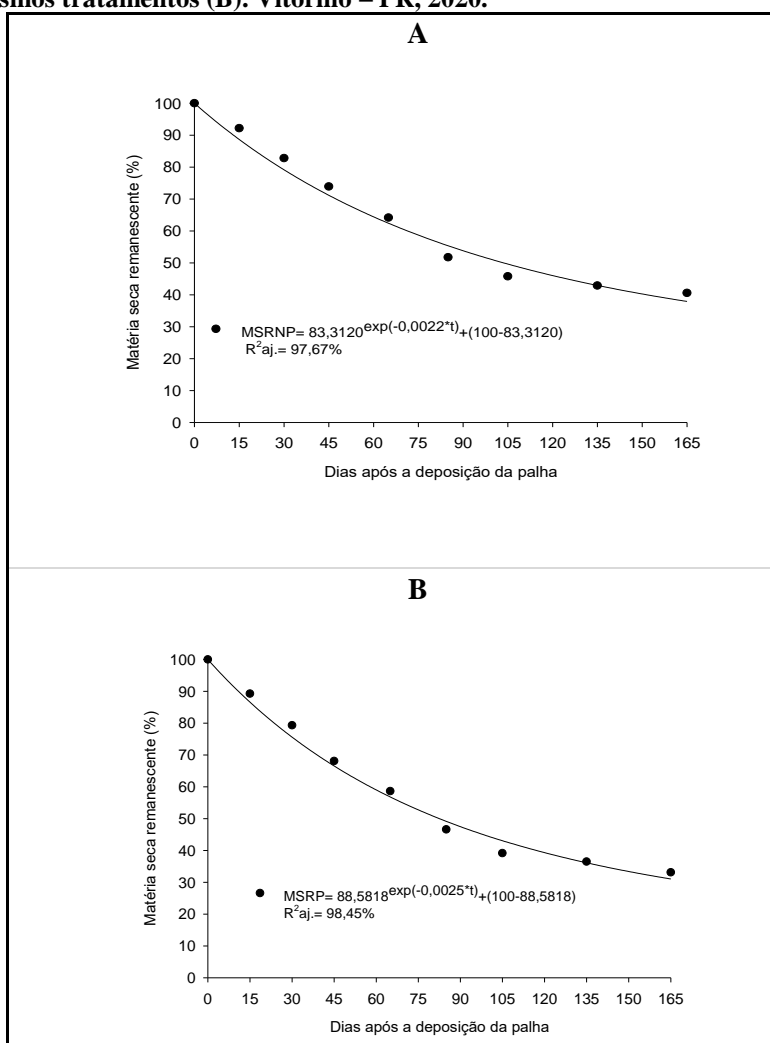 smos tratamentos (B). Vitorino – PR, 2020.
A
100
90
80
70
60
50
40
30
20
10
0
Matéria seca remanescente (%)
MSRNP= 83,3120exp(-0,0022*t)+(100-83,3120)
R²aj.= 97,67%
0 15 30 45 60 75 90 105 120 135 150 165
Dias após a deposição da palha
B
100
90
80
70
60
50
40
30
20
10
0
Matéria seca remanescente (%)
MSRP= 88,5818exp(-0,0025*t)+(100-88,5818)
R²aj.= 98,45%
0 15 30 45 60 75 90 105 120 135 150 165
Dias após a deposição da palha